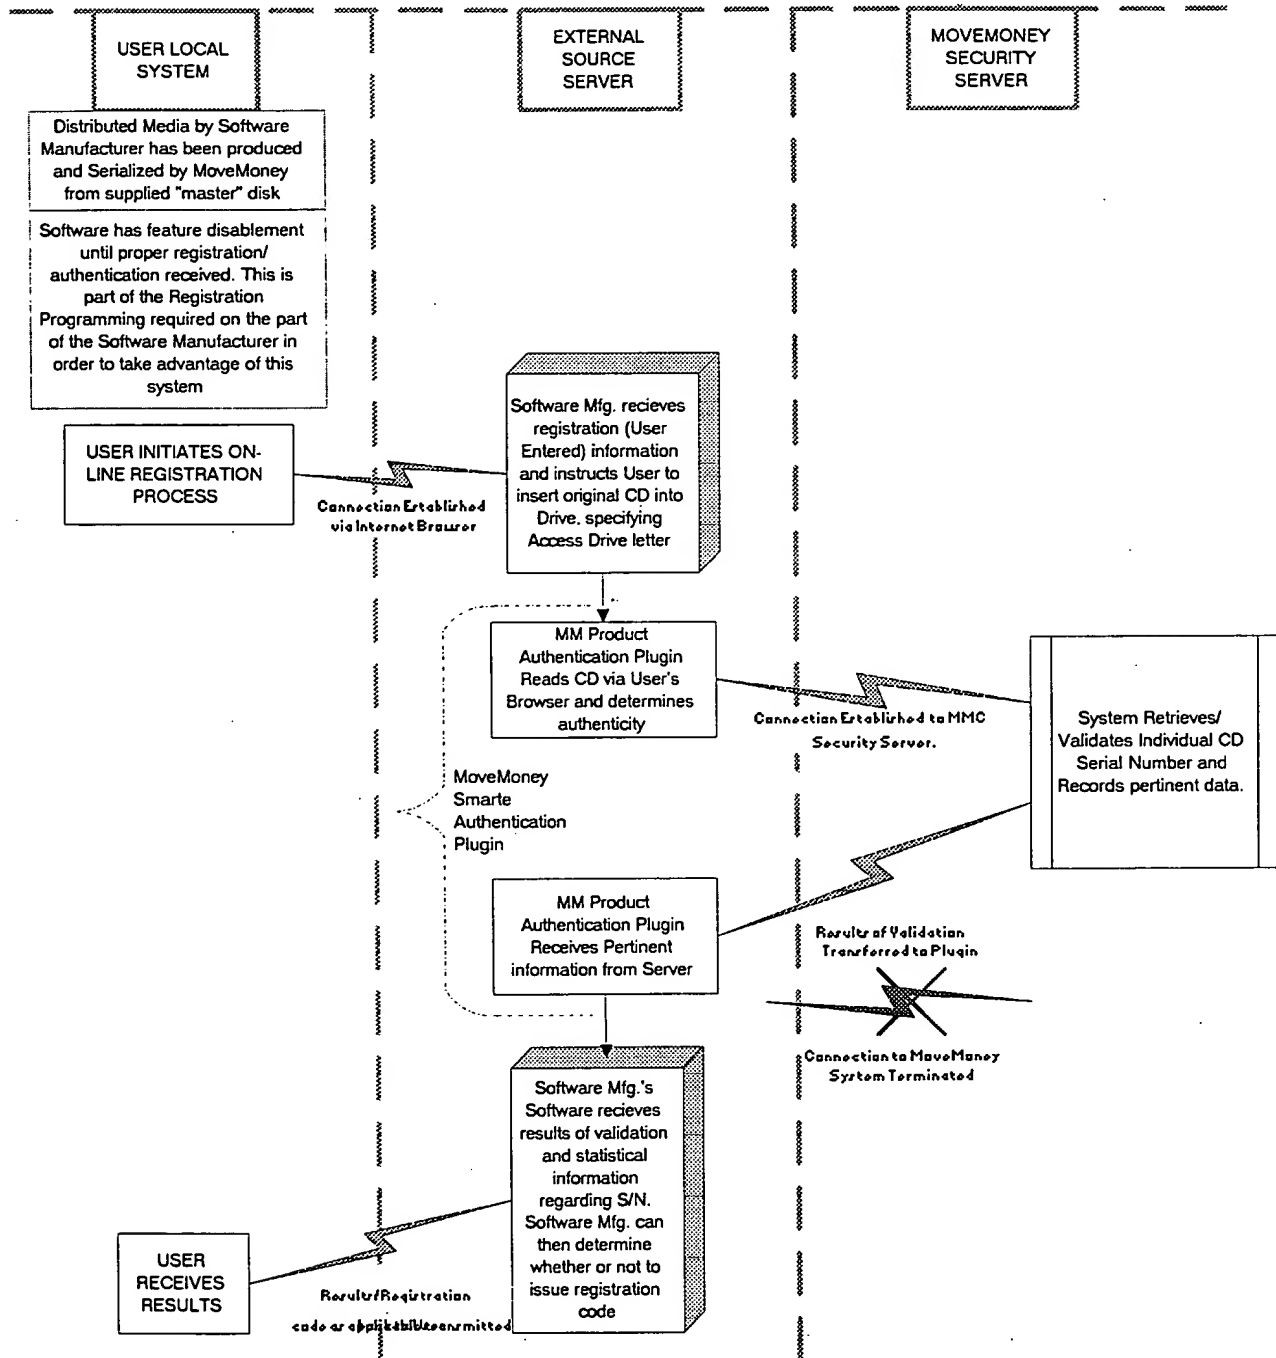 USER LOCAL
SYSTEM
EXTERNAL
SOURCE
SERVER
MOVEMONEY
SECURITY
SERVER
Distributed Media by Software
Manufacturer has been produced
and Serialized by MoveMoney
from supplied "master" disk
Software has feature disablement
until proper registration/
authentication received. This is
part of the Registration
Programming required on the part
of the Software Manufacturer in
order to take advantage of this
system
USER INITIATES ON-
LINE REGISTRATION
PROCESS
Connection Established
via Internet Browser
Software Mfg. recieves
registration (User
Entered) information
and instructs User to
insert original CD into
Drive, specifying
Access Drive letter
MM Product
Authentication Plugin
Reads CD via User's
Browser and determines
authenticity
Connection Established to MMC
Security Server.
System Retrieves/
Validates Individual CD
Serial Number and
Records pertinent data.
MoveMoney
Smarte
Authentication
Plugin
MM Product
Authentication Plugin
Receives Pertinent
information from Server
Results of Validation
Transferred to Plugin
Connection to MoveMoney
System Terminated
Software Mfg.'s
Software recieves
results of validation
and statistical
information
regarding S/N.
Software Mfg. can
then determine
whether or not to
issue registration
code
USER
RECEIVES
RESULTS
Results/Registration
code as transmitted